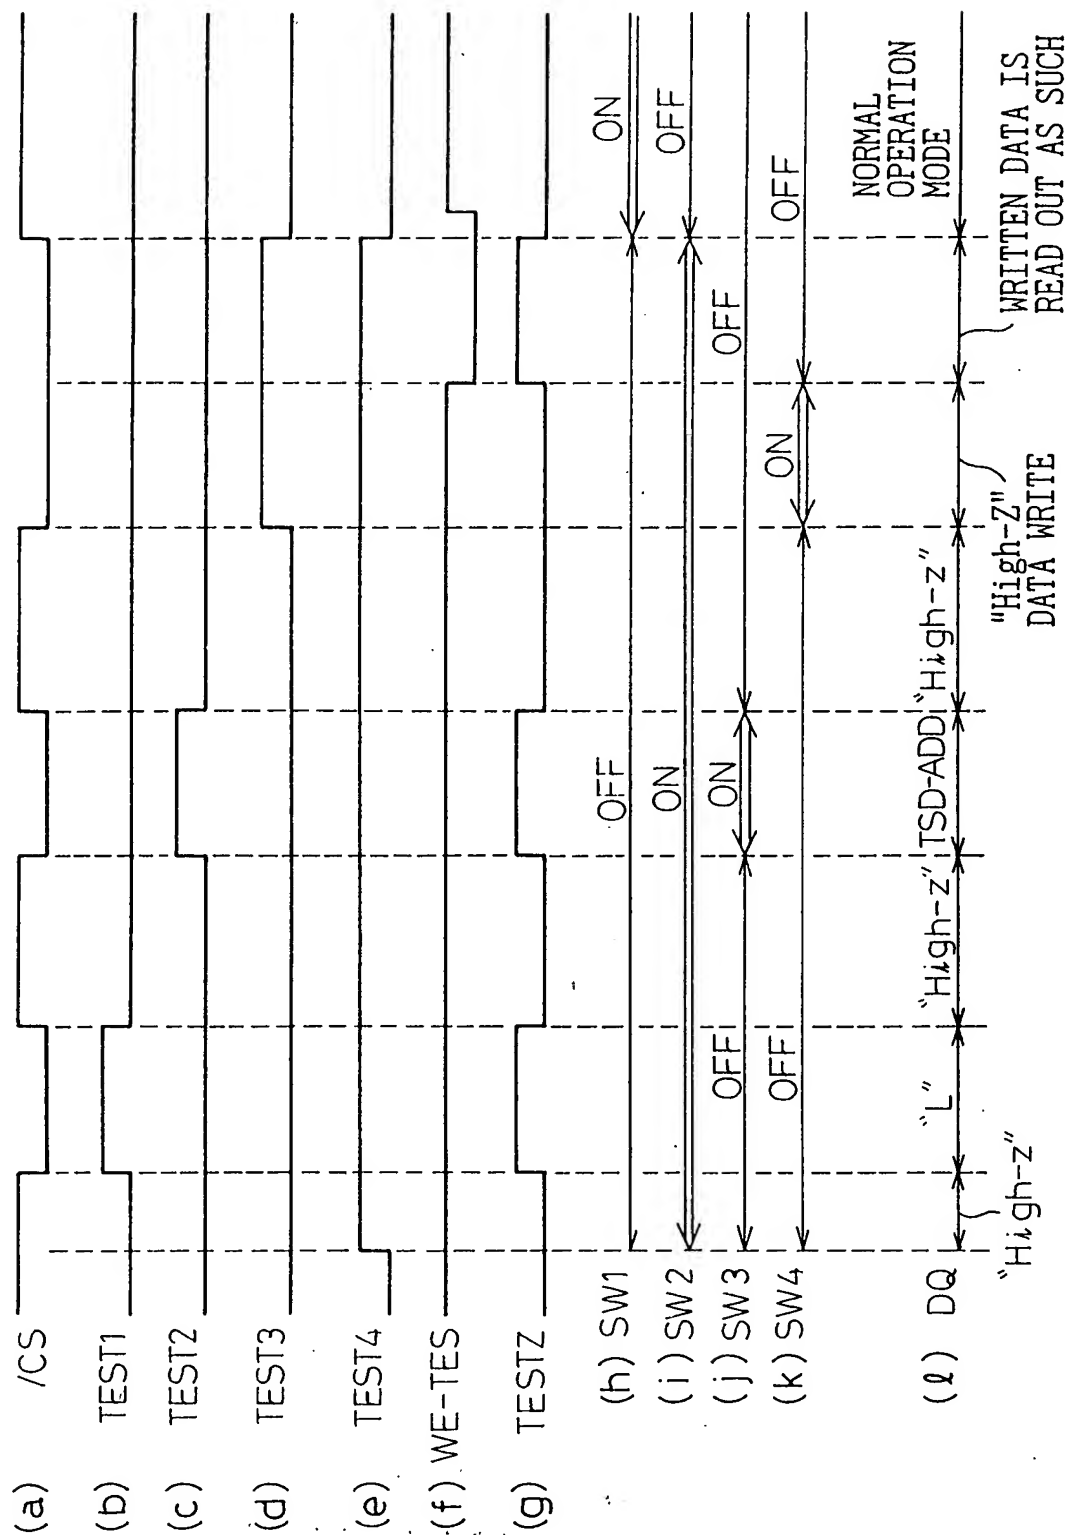 (a) /CS
(b) TEST1
(c) TEST2
(d) TEST3
(e) TEST4
(f) WE-TES
(g) TESTZ
(h) SW1 OFF ON
(i) SW2 ON OFF
(j) SW3 OFF ON OFF
(k) SW4 OFF ON OFF
NORMAL
OPERATION
MODE
(ℓ) DQ "L" "High-z" TSD-ADD "High-z"
"High-z"
"High-Z"
DATA WRITE
WRITTEN DATA IS
READ OUT AS SUCH